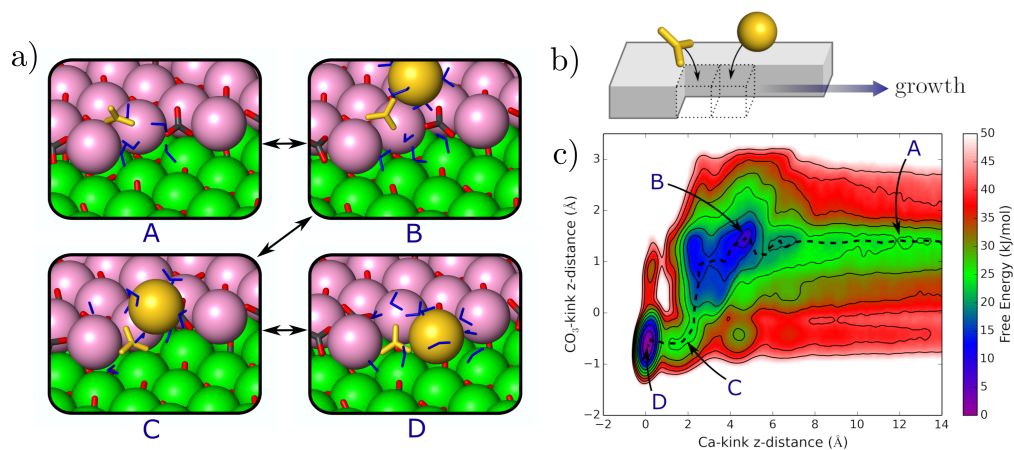 a)
A
B
C
D
b)
growth
c)
A
B
C
D
3
2
1
0
−1
−2
CO₃-kink z-distance (Å)
−2 0 2 4 6 8 10 12 14
Ca-kink z-distance (Å)
50
45
40
35
30
25
20
15
10
5
0
Free Energy (kJ/mol)